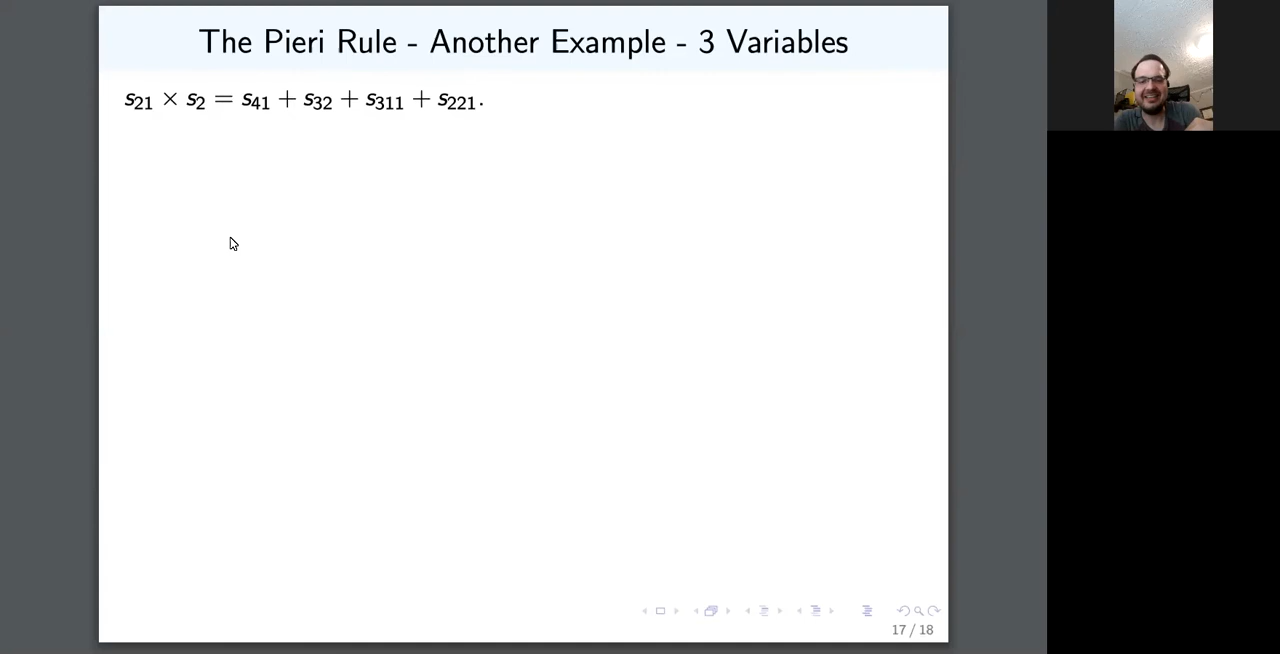 The Pieri Rule - Another Example - 3 Variables
s₂₁ × s₂ = s₄₁ + s₃₂ + s₃₁₁ + s₂₂₁.
17 / 18